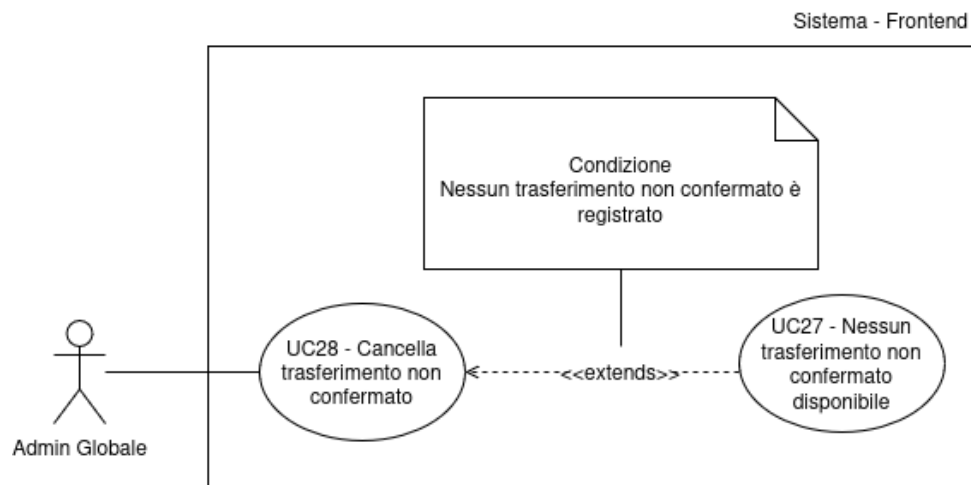 Sistema - Frontend
Condizione
Nessun trasferimento non confermato è
registrato
UC28 - Cancella
trasferimento non
confermato
<<extends>>
UC27 - Nessun
trasferimento non
confermato
disponibile
Admin Globale